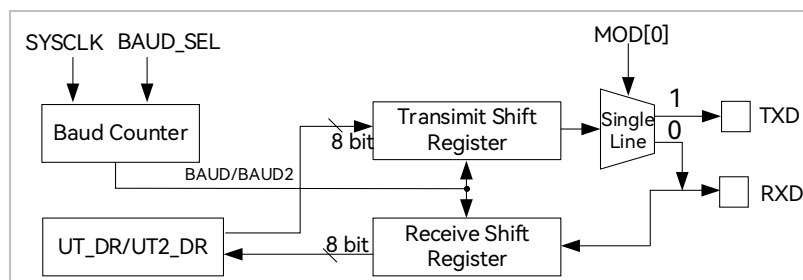 SYSCLK
BAUD_SEL
MOD[0]
Baud Counter
Transimit Shift
Register
8 bit
Single
Line
1
0
TXD
BAUD/BAUD2
RXD
UT_DR/UT2_DR
8 bit
Receive Shift
Register